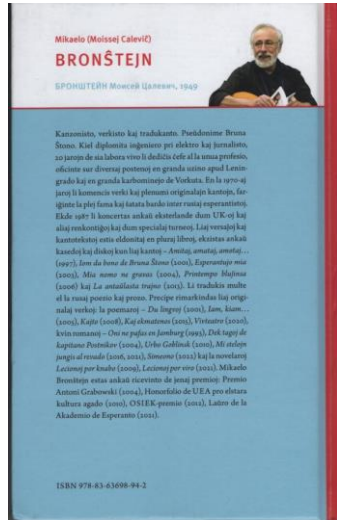 Mikaelo (Moissej Calevič)
BRONŜTEJN
БРОНШТЕЙН Моисей Цалевич, 1949
Kanzonisto, verkisto kaj tradukanto. Pseŭdonime Bruna
Ŝtono. Kiel diplomita inĝeniero pri elektro kaj ĵurnalisto,
20 jarojn de sia labora vivo li dediĉis ĉefe al la unua profesio,
oficinte sur diversaj postenoj en granda uzino apud Lenin-
grado kaj en granda karbominejo de Vorkuta. En la 1970-aj
jaroj li komencis verki kaj plenumi originalajn kantojn, far-
iĝinte la plej fama kaj ŝatata bardo inter rusiaj esperantistoj.
Ekde 1987 li koncertas ankaŭ eksterlande dum UK-oj kaj
aliaj renkontiĝoj kaj dum specialaj turneoj. Liaj versaĵoj kaj
kantotekstoj estis eldonitaj en pluraj libroj, ekzistas ankaŭ
kasedoj kaj diskoj kun liaj kantoj – Amitaj, amataj, amotaj...
(1997), Iom da bono de Bruna Ŝtono (2001), Esperantujo mia
(2003), Mia nomo ne gravas (2004), Printempo blufinia
(2006) kaj La antaŭlasta trajno (2013). Li tradukis multe
el la rusaj poezio kaj prozo. Precipe rimarkindas liaj origi-
nalaj verkoj: la poemaroj – Du lingvoj (2001), Iam, kiam...
(2005), Kajto (2008), Kaj ekmatenos (2015), Versteatro (2020),
kvin romanoj – Oni ne pafas en Jamburg (1993), Dek tagoj de
kapitano Postnikov (2004), Urbo Goblinsk (2010), Mi stelojn
jungis al revado (2016, 2021), Simeono (2022) kaj la novelaroj
Lecionoj por knabo (2009), Lecionoj por viro (2021). Mikaelo
Bronŝtejn estas ankaŭ ricevinto de jenaj premioj: Premio
Antoni Grabowski (2004), Honorfolio de UEA pro elstara
kultura agado (2010), OSIEK-premio (2012), Laŭro de la
Akademio de Esperanto (2021).
ISBN 978-83-63698-94-2